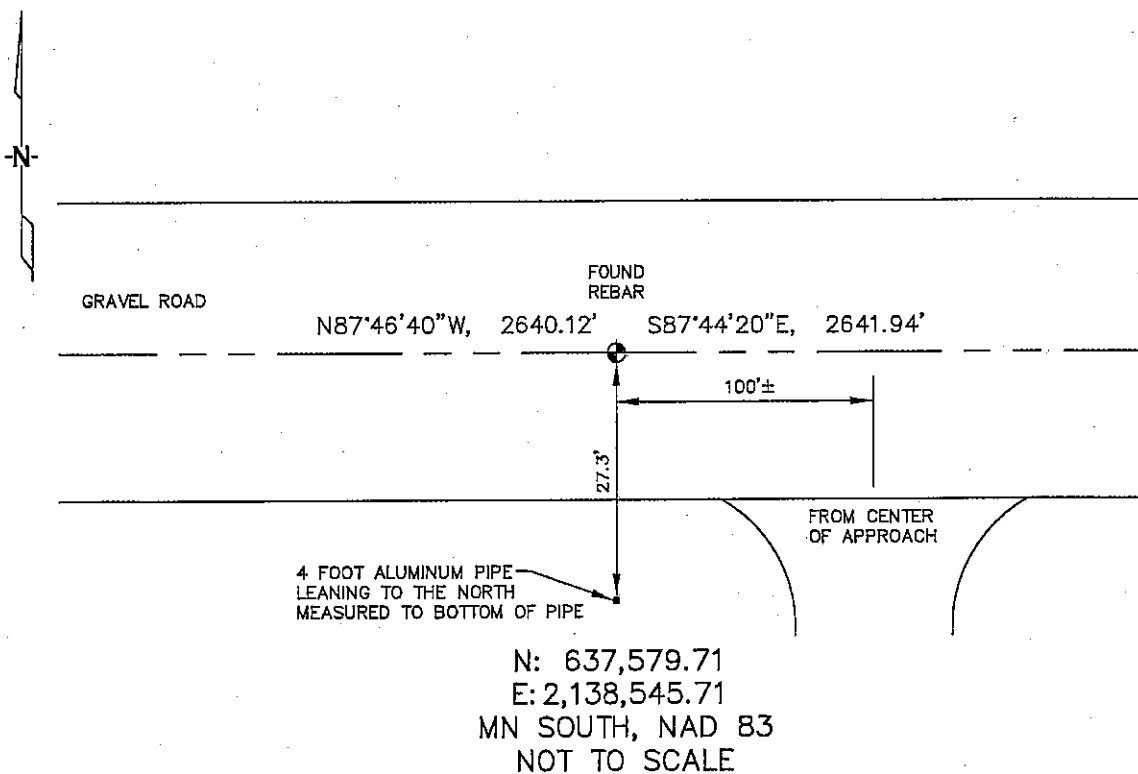 -N-
GRAVEL ROAD
FOUND
REBAR
N87°46'40"W, 2640.12'
S87°44'20"E, 2641.94'
100'±
27.3'
FROM CENTER
OF APPROACH
4 FOOT ALUMINUM PIPE
LEANING TO THE NORTH
MEASURED TO BOTTOM OF PIPE
N: 637,579.71
E: 2,138,545.71
MN SOUTH, NAD 83
NOT TO SCALE